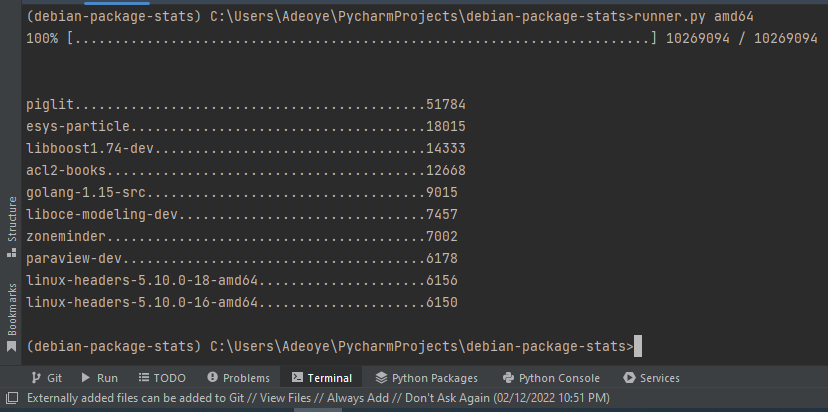 (debian-package-stats) C:\Users\Adeoye\PycharmProjects\debian-package-stats>runner.py amd64
100% [........................................................................] 10269094 / 10269094
piglit............................................51784
esys-particle.....................................18015
libboost1.74-dev..................................14333
acl2-books........................................12668
golang-1.15-src...................................9015
liboce-modeling-dev...............................7457
zoneminder........................................7002
paraview-dev......................................6178
linux-headers-5.10.0-18-amd64.....................6156
linux-headers-5.10.0-16-amd64.....................6150
(debian-package-stats) C:\Users\Adeoye\PycharmProjects\debian-package-stats>
Structure
Bookmarks
Git Run TODO Problems Terminal Python Packages Python Console Services
Externally added files can be added to Git // View Files // Always Add // Don't Ask Again (02/12/2022 10:51 PM)